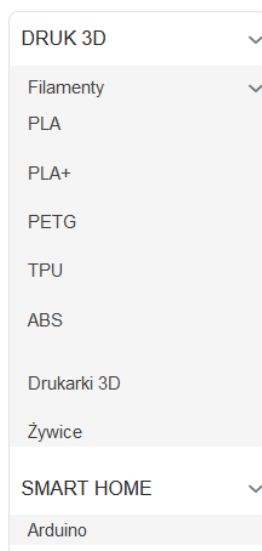 DRUK 3D
Filamenty
PLA
PLA+
PETG
TPU
ABS
Drukarki 3D
Żywice
SMART HOME
Arduino